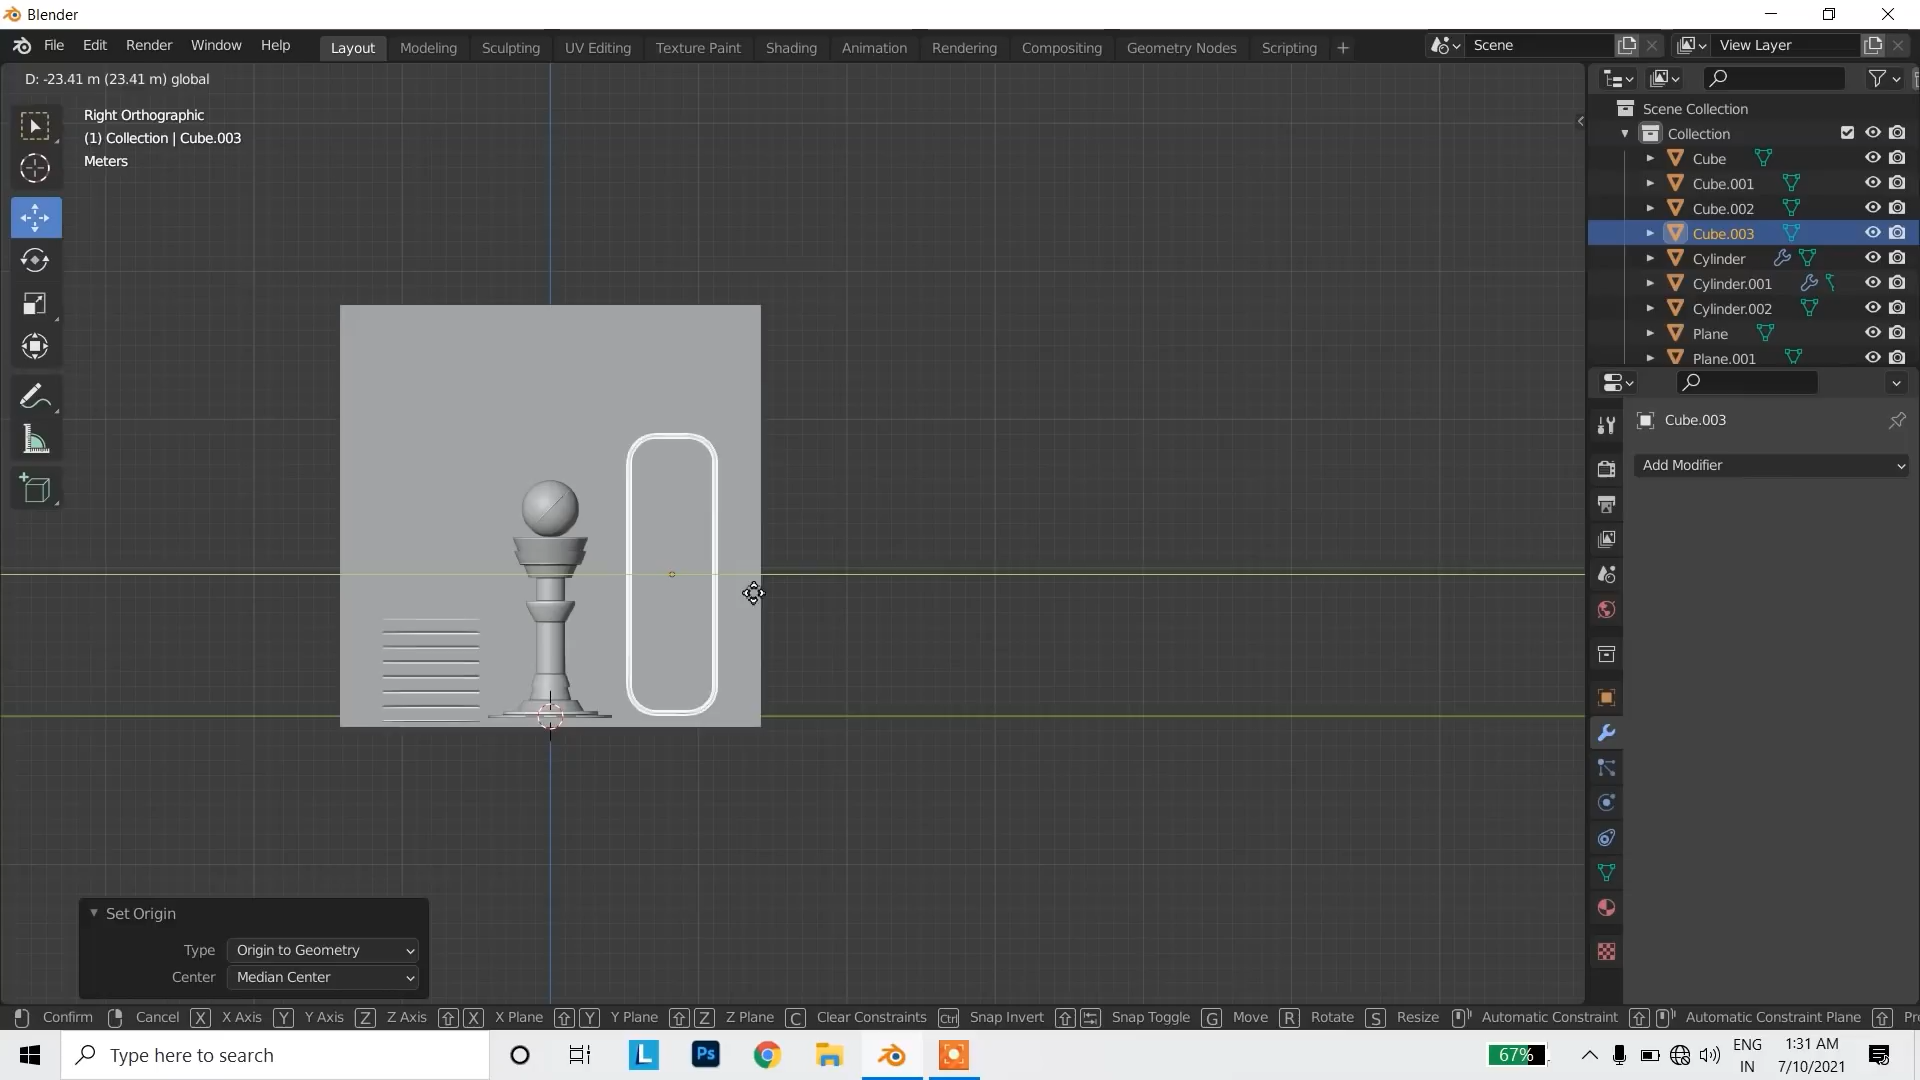 Blender
File Edit Render Window Help
Layout Modeling Sculpting UV Editing Texture Paint Shading Animation Rendering Compositing Geometry Nodes Scripting +
Scene
View Layer
D: -23.41 m (23.41 m) global
Right Orthographic
(1) Collection | Cube.003
Meters
Scene Collection
Collection
Cube
Cube.001
Cube.002
Cube.003
Cylinder
Cylinder.001
Cylinder.002
Plane
Plane.001
Cube.003
Add Modifier
Set Origin
Type Origin to Geometry
Center Median Center
Confirm Cancel X X Axis Y Y Axis Z Z Axis X X Plane Y Y Plane Z Z Plane C Clear Constraints Ctrl Snap Invert Snap Toggle G Move R Rotate S Resize Automatic Constraint Automatic Constraint Plane
Type here to search
L
Ps
67%
ENG
IN
1:31 AM
7/10/2021